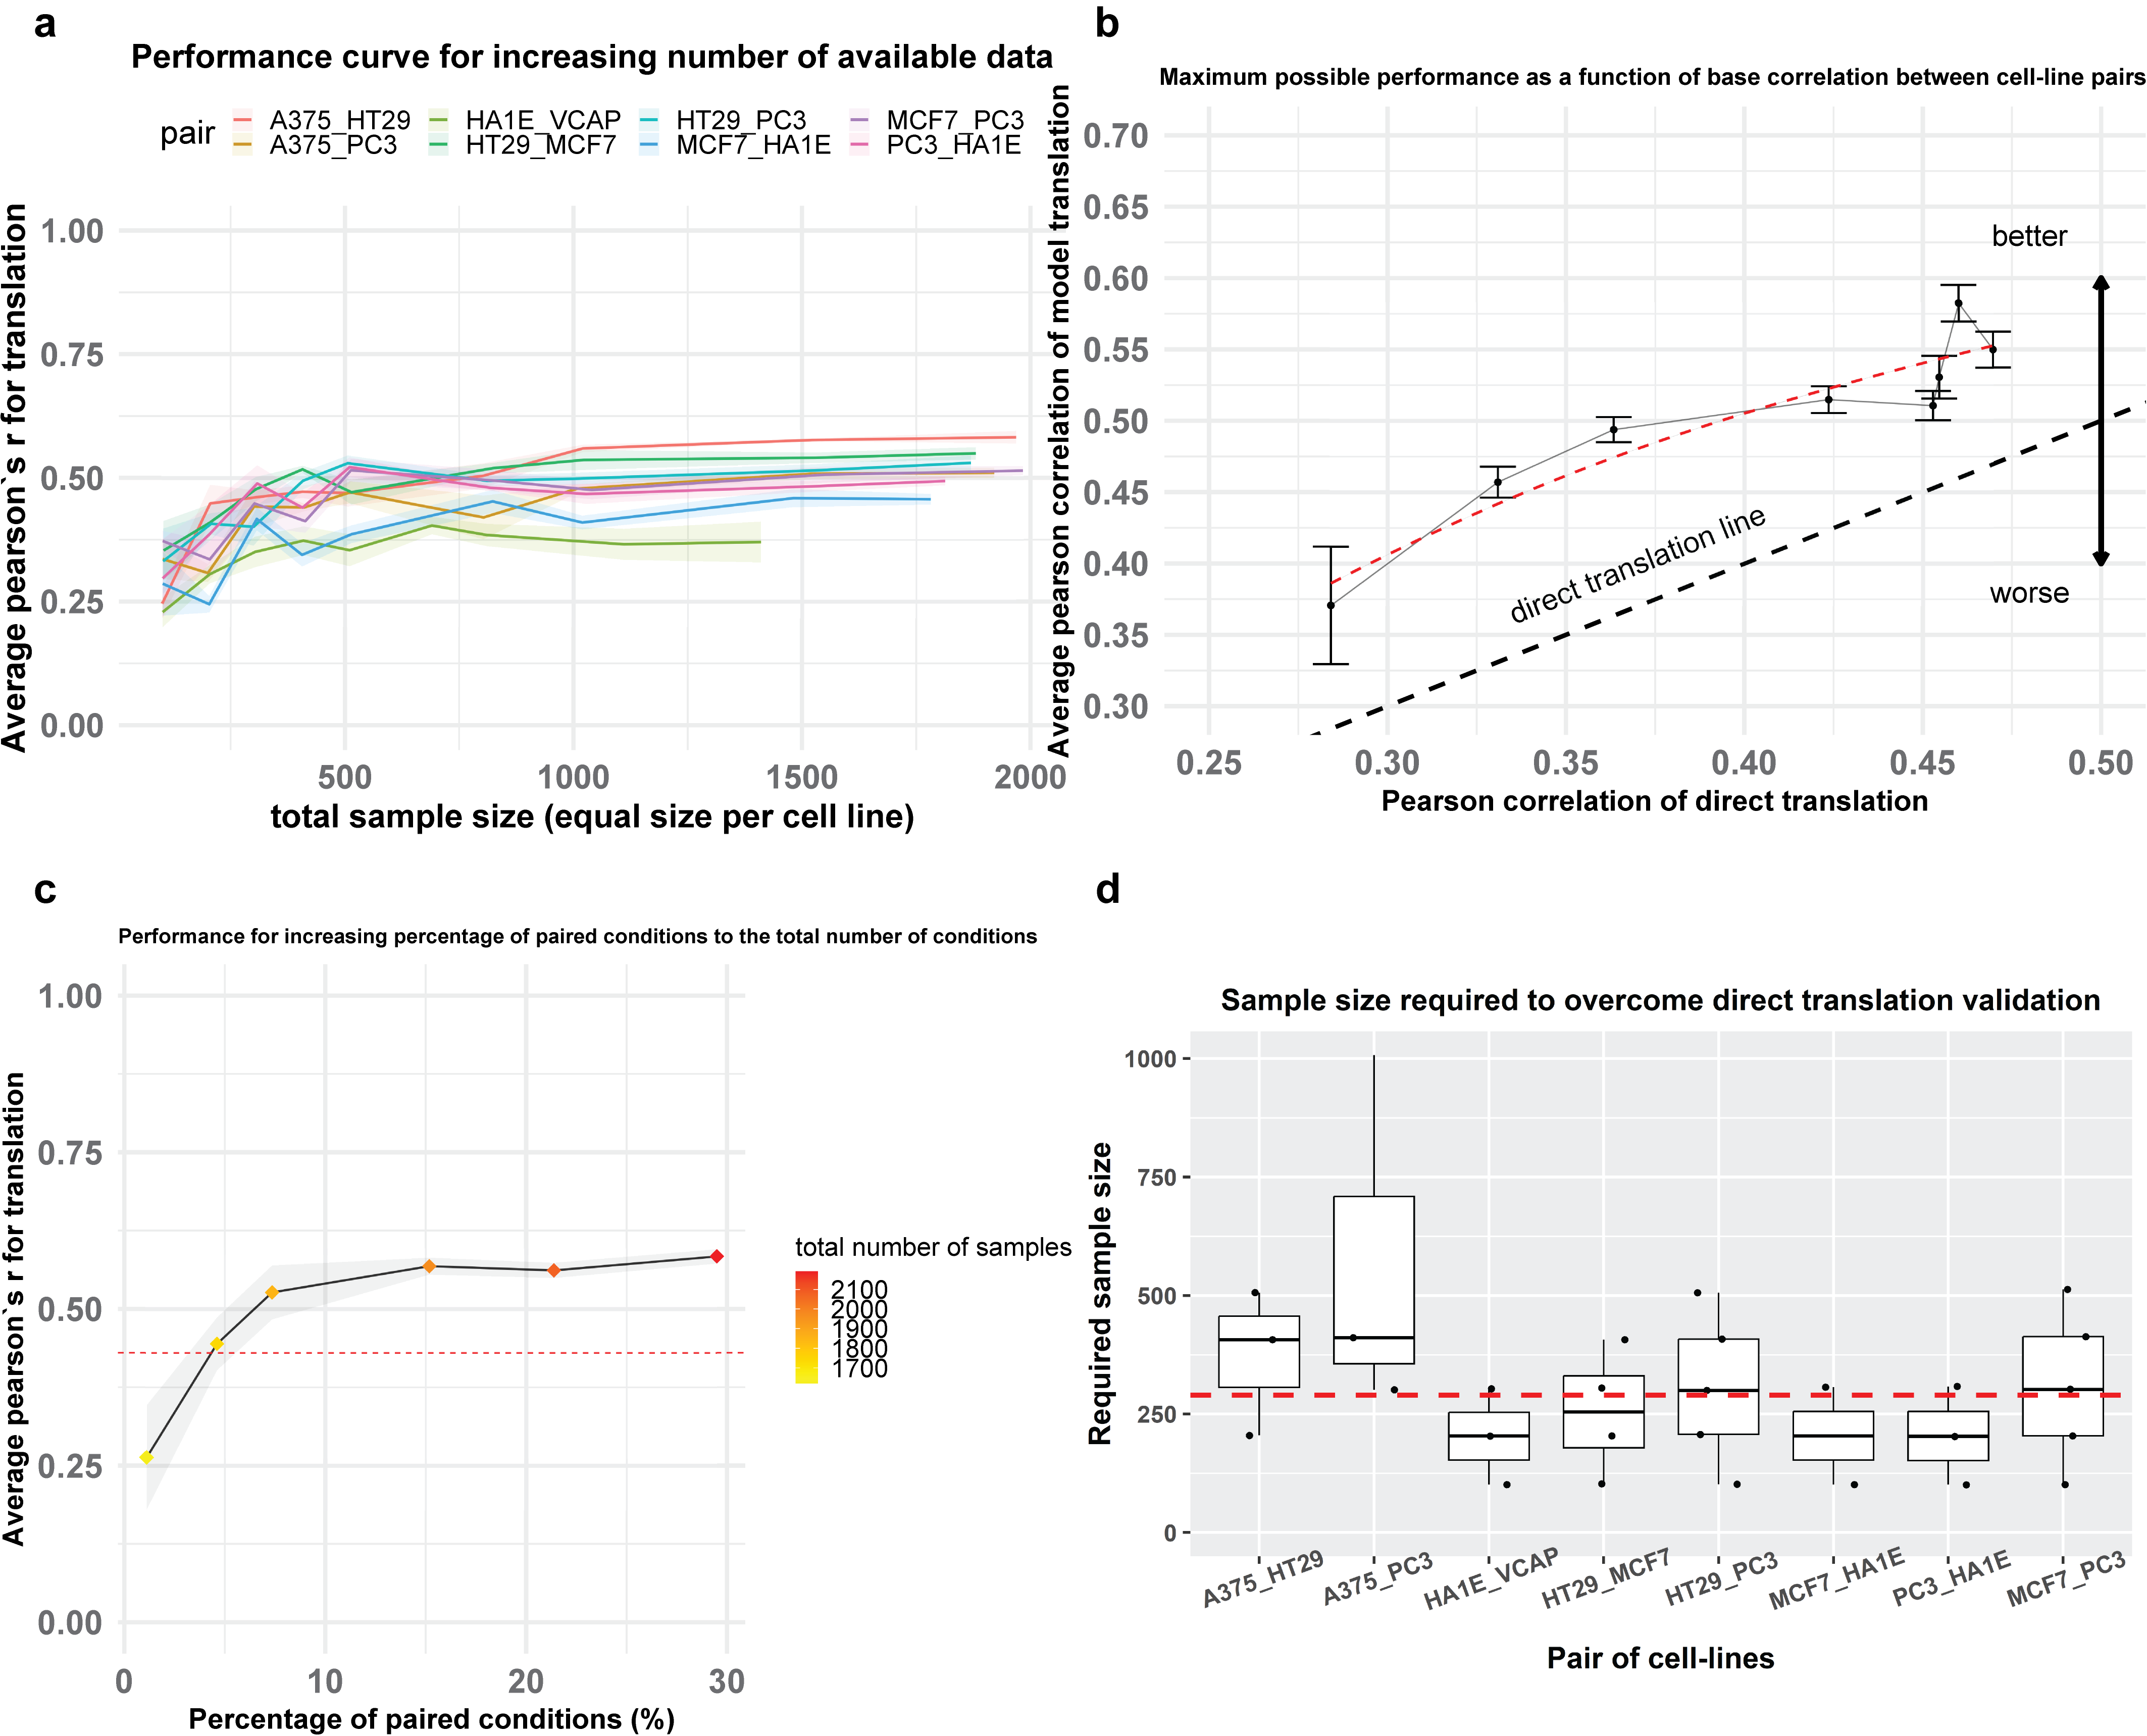 a
Performance curve for increasing number of available data
pair
A375_HT29
HA1E_VCAP
HT29_PC3
MCF7_PC3
A375_PC3
HT29_MCF7
MCF7_HA1E
PC3_HA1E
Average pearson`s r for translation
1.00
0.75
0.50
0.25
0.00
500
1000
1500
2000
total sample size (equal size per cell line)
b
Maximum possible performance as a function of base correlation between cell-line pairs
Average pearson correlation of model translation
0.70
0.65
0.60
0.55
0.50
0.45
0.40
0.35
0.30
better
worse
direct translation line
0.25
0.30
0.35
0.40
0.45
0.50
Pearson correlation of direct translation
c
Performance for increasing percentage of paired conditions to the total number of conditions
Average pearson`s r for translation
1.00
0.75
0.50
0.25
0.00
0
10
20
30
Percentage of paired conditions (%)
total number of samples
2100
2000
1900
1800
1700
d
Sample size required to overcome direct translation validation
Required sample size
1000
750
500
250
0
A375_HT29
A375_PC3
HA1E_VCAP
HT29_MCF7
HT29_PC3
MCF7_HA1E
PC3_HA1E
MCF7_PC3
Pair of cell-lines